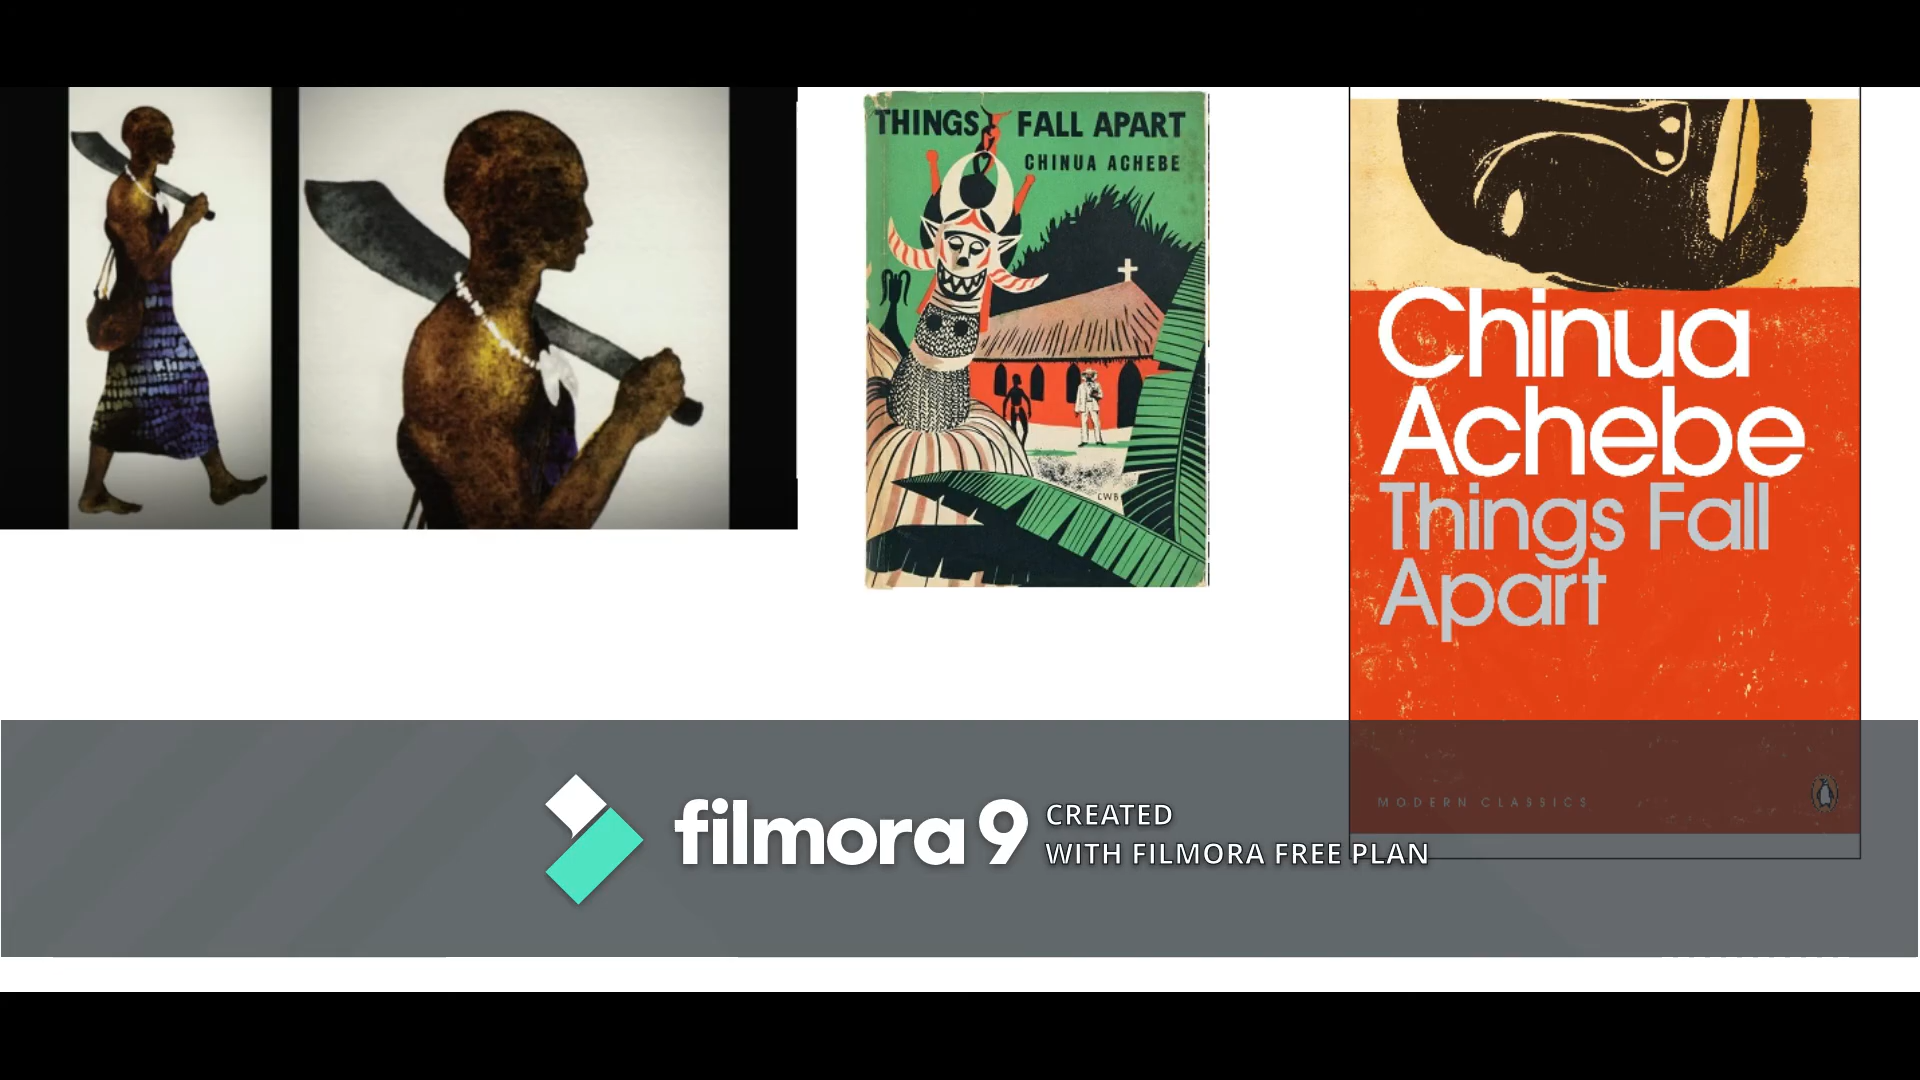 THINGS FALL APART
CHINUA ACHEBE
CWB
Chinua
Achebe
Things Fall
Apart
MODERN CLASSICS
filmora 9
CREATED
WITH FILMORA FREE PLAN